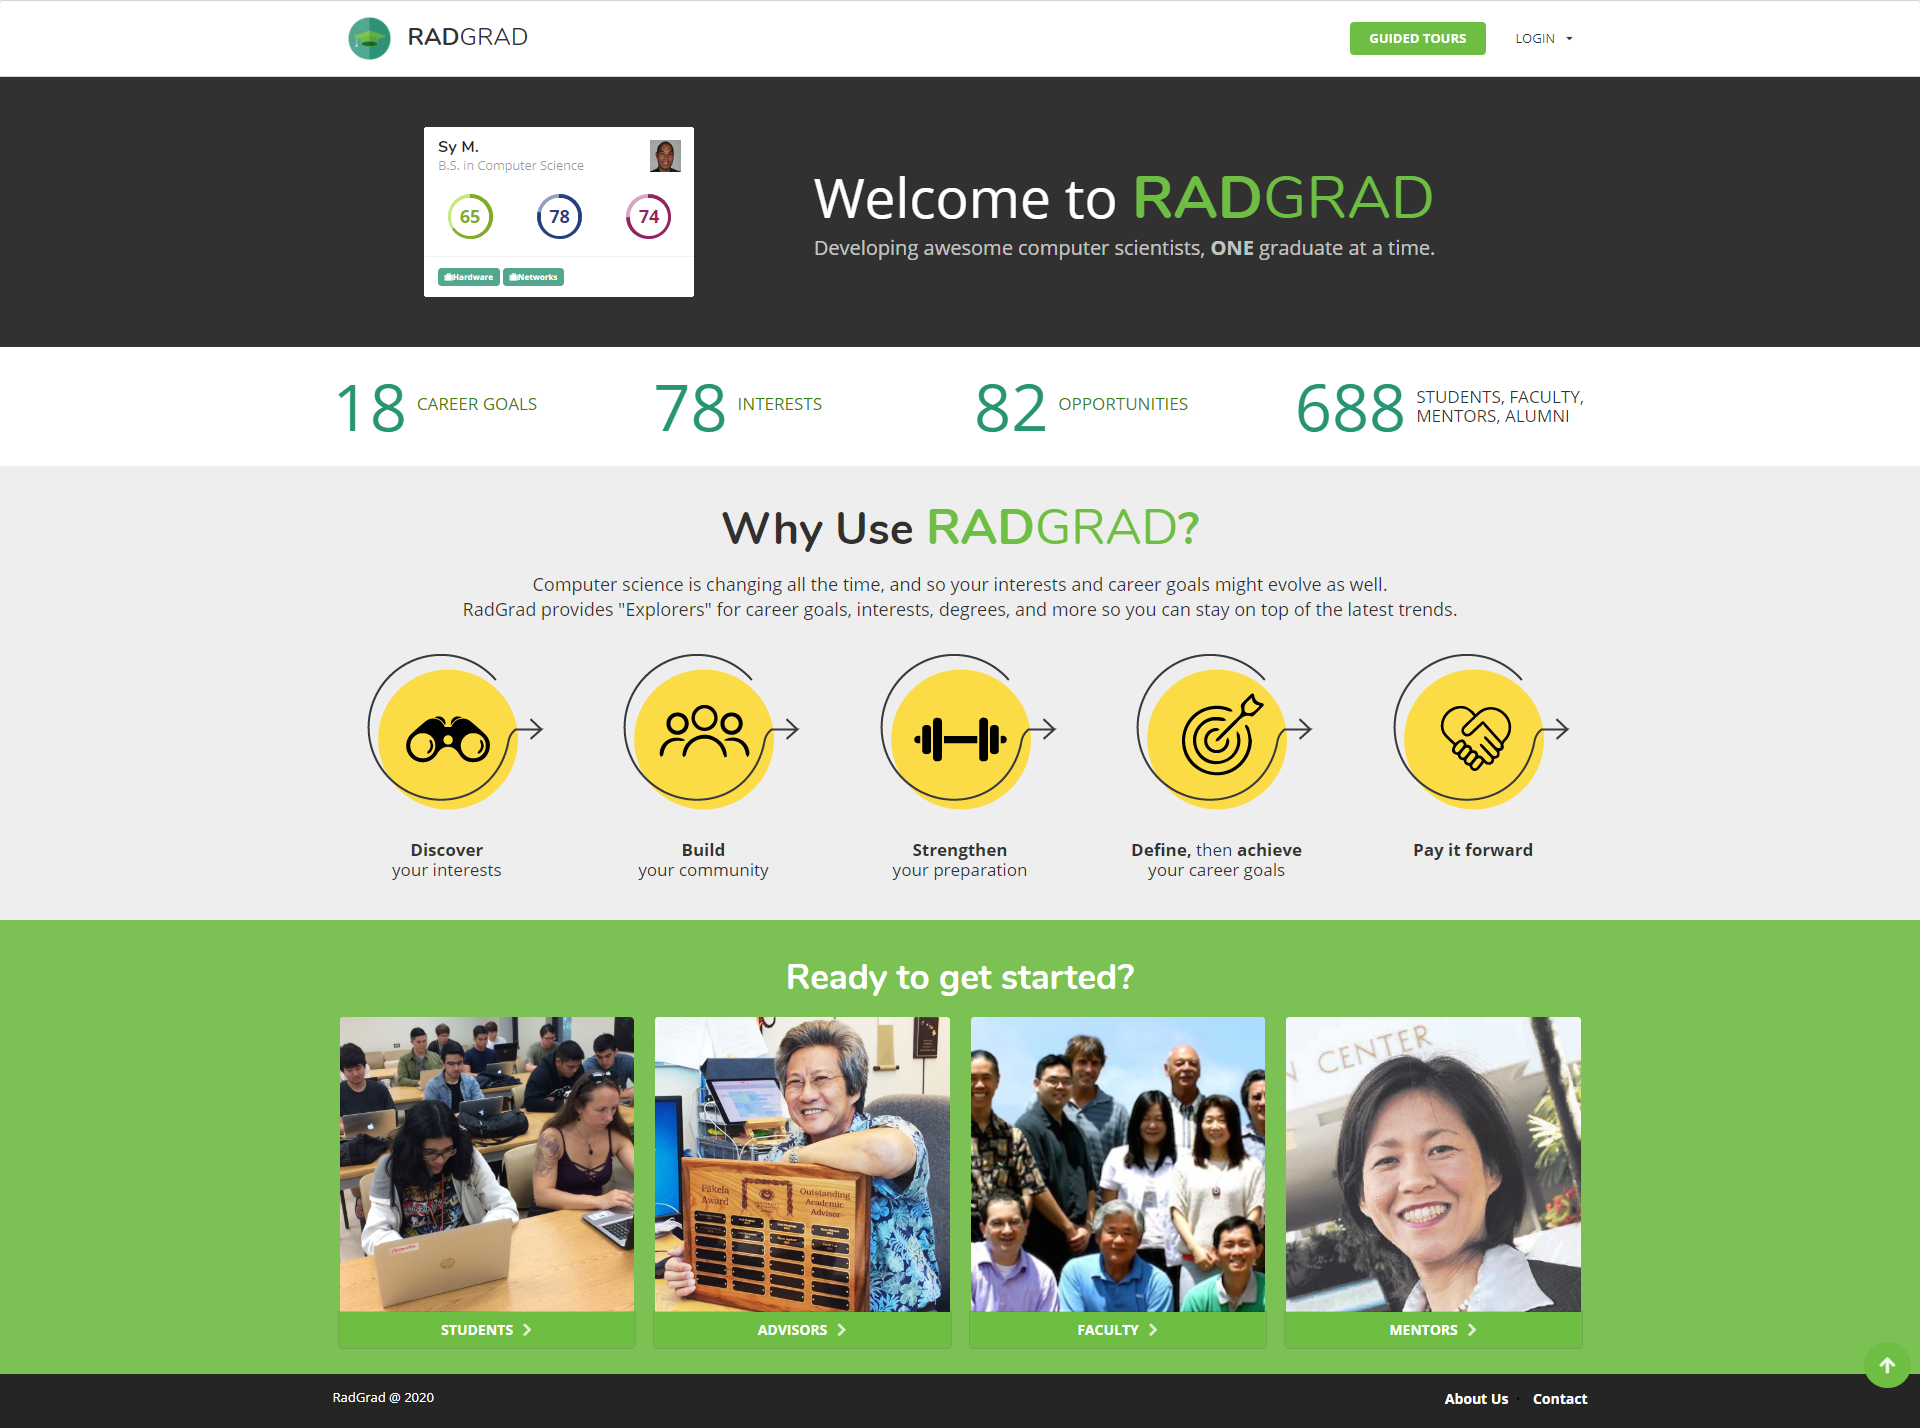 RADGRAD
GUIDED TOURS
LOGIN
Sy M.
B.S. in Computer Science
65
78
74
Hardware
Networks
Welcome to RADGRAD
Developing awesome computer scientists, ONE graduate at a time.
18 CAREER GOALS
78 INTERESTS
82 OPPORTUNITIES
688 STUDENTS, FACULTY,
MENTORS, ALUMNI
Why Use RADGRAD?
Computer science is changing all the time, and so your interests and career goals might evolve as well.
RadGrad provides "Explorers" for career goals, interests, degrees, and more so you can stay on top of the latest trends.
Discover
your interests
Build
your community
Strengthen
your preparation
Define, then achieve
your career goals
Pay it forward
Ready to get started?
Pakela
Award
Outstanding
Academic
Advisor
N CENTER
STUDENTS
ADVISORS
FACULTY
MENTORS
RadGrad @ 2020
About Us
Contact